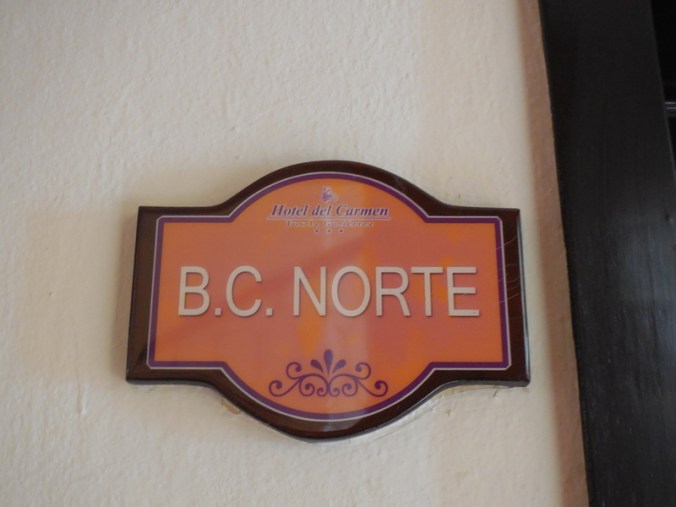 Hotel del Carmen
B.C. NORTE